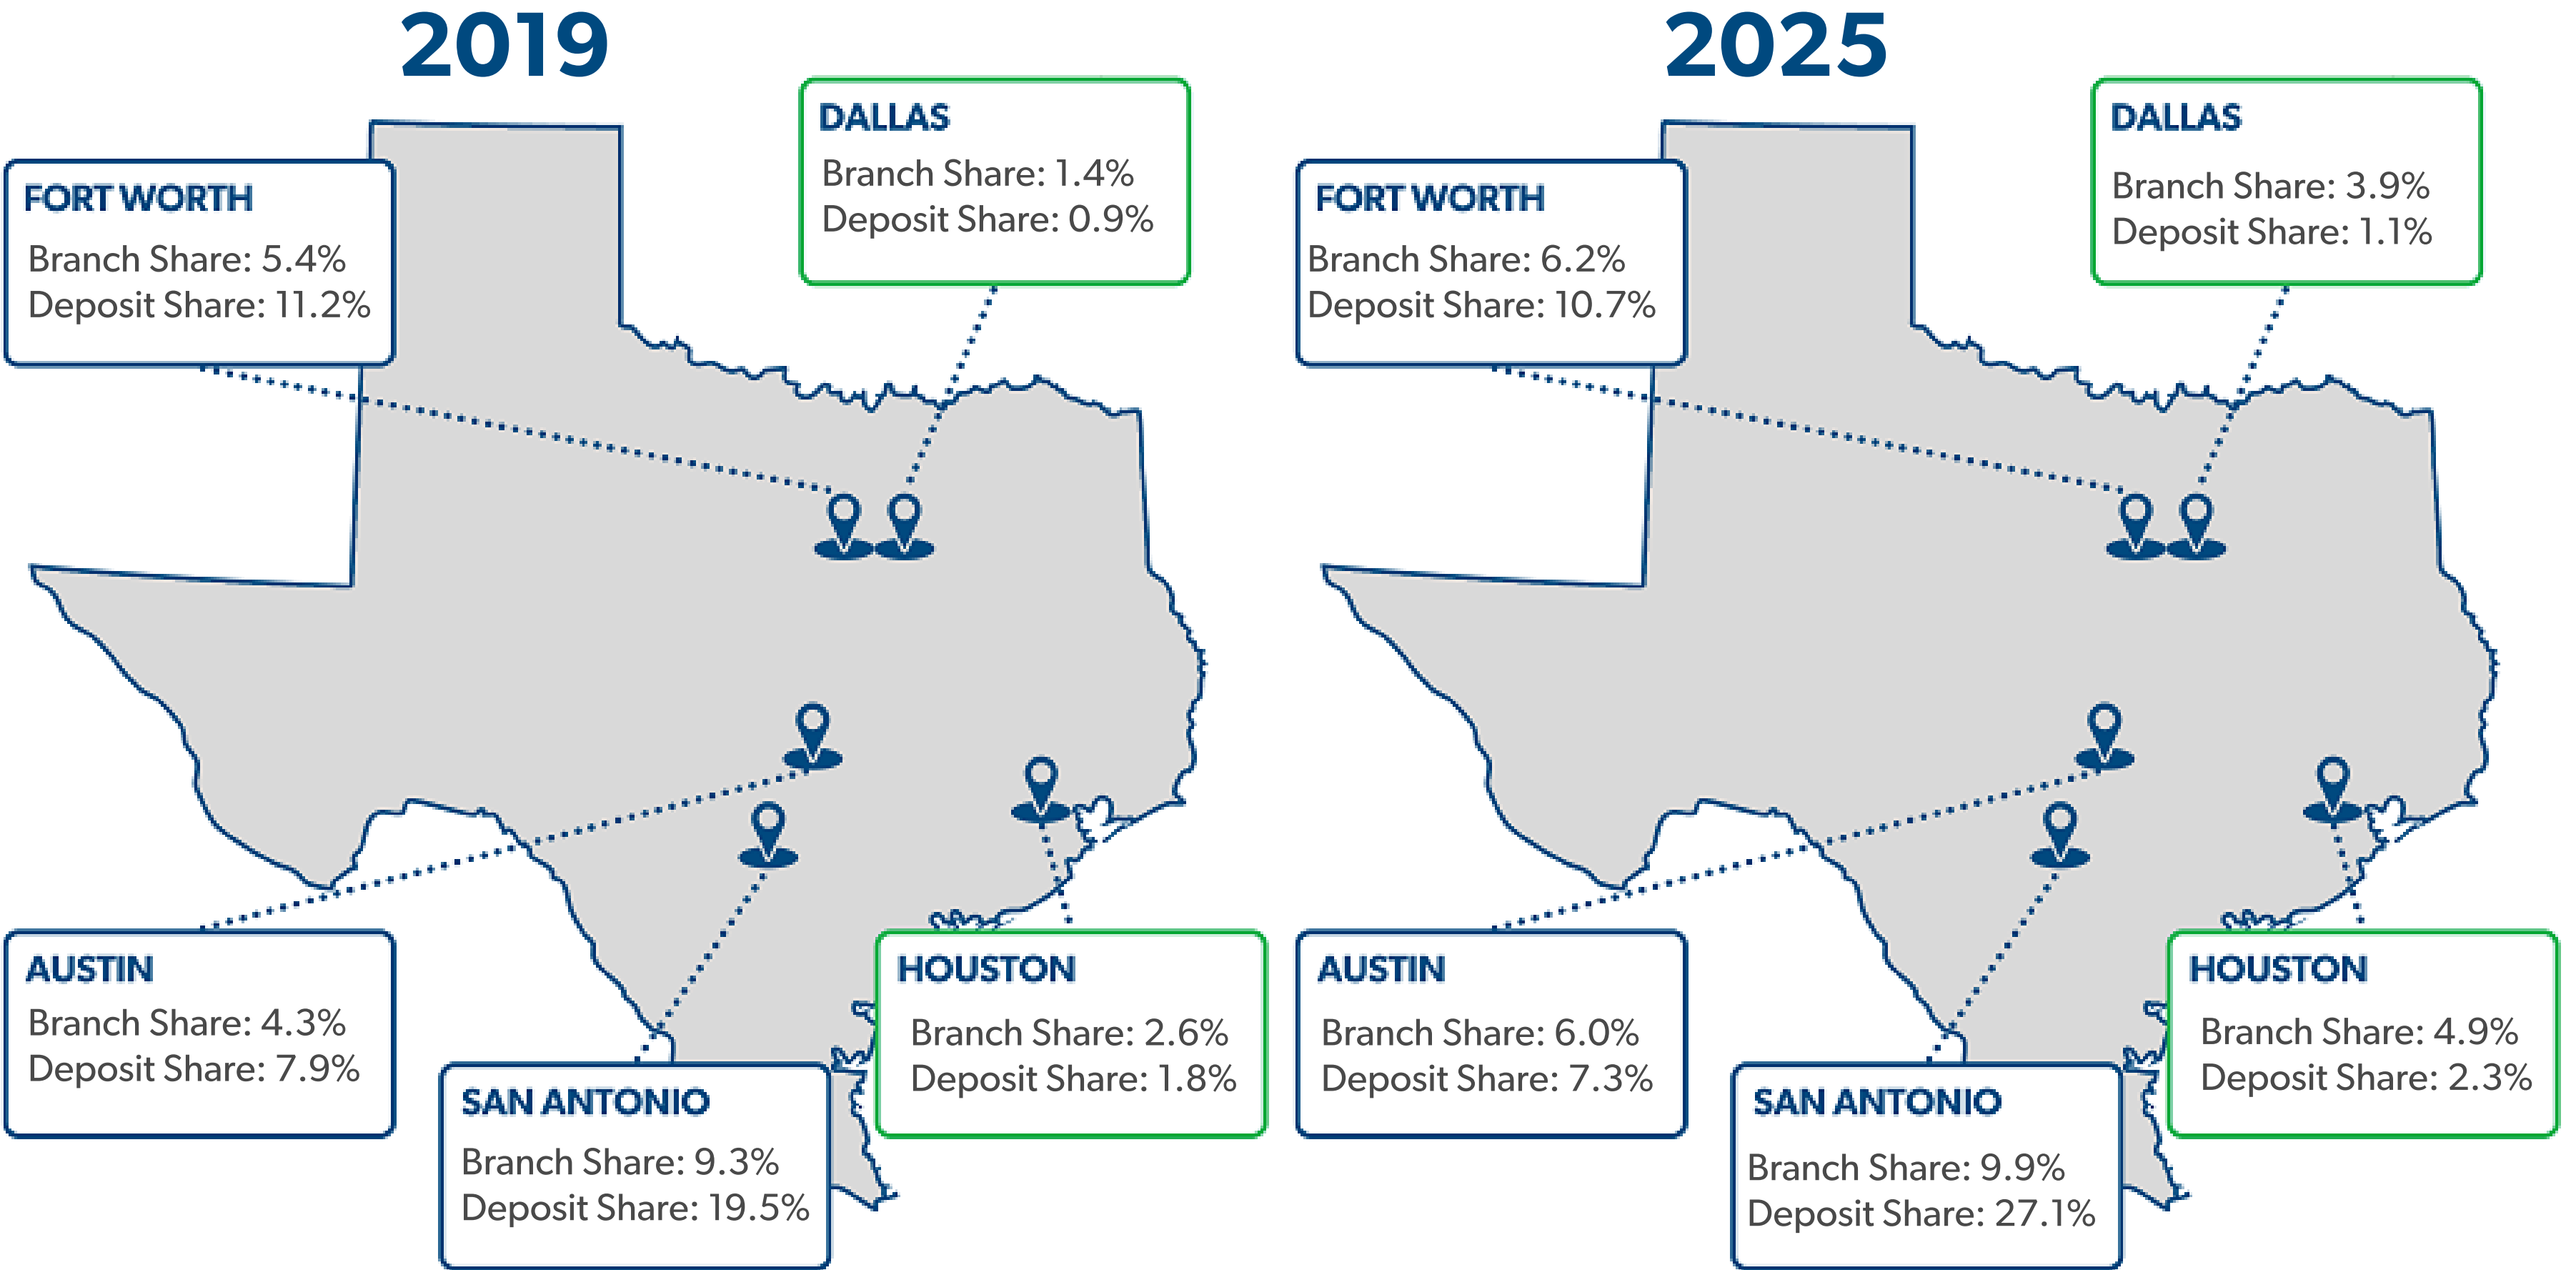 2019
DALLAS
Branch Share: 1.4%
Deposit Share: 0.9%
FORT WORTH
Branch Share: 5.4%
Deposit Share: 11.2%
AUSTIN
Branch Share: 4.3%
Deposit Share: 7.9%
SAN ANTONIO
Branch Share: 9.3%
Deposit Share: 19.5%
HOUSTON
Branch Share: 2.6%
Deposit Share: 1.8%
2025
DALLAS
Branch Share: 3.9%
Deposit Share: 1.1%
FORT WORTH
Branch Share: 6.2%
Deposit Share: 10.7%
AUSTIN
Branch Share: 6.0%
Deposit Share: 7.3%
SAN ANTONIO
Branch Share: 9.9%
Deposit Share: 27.1%
HOUSTON
Branch Share: 4.9%
Deposit Share: 2.3%